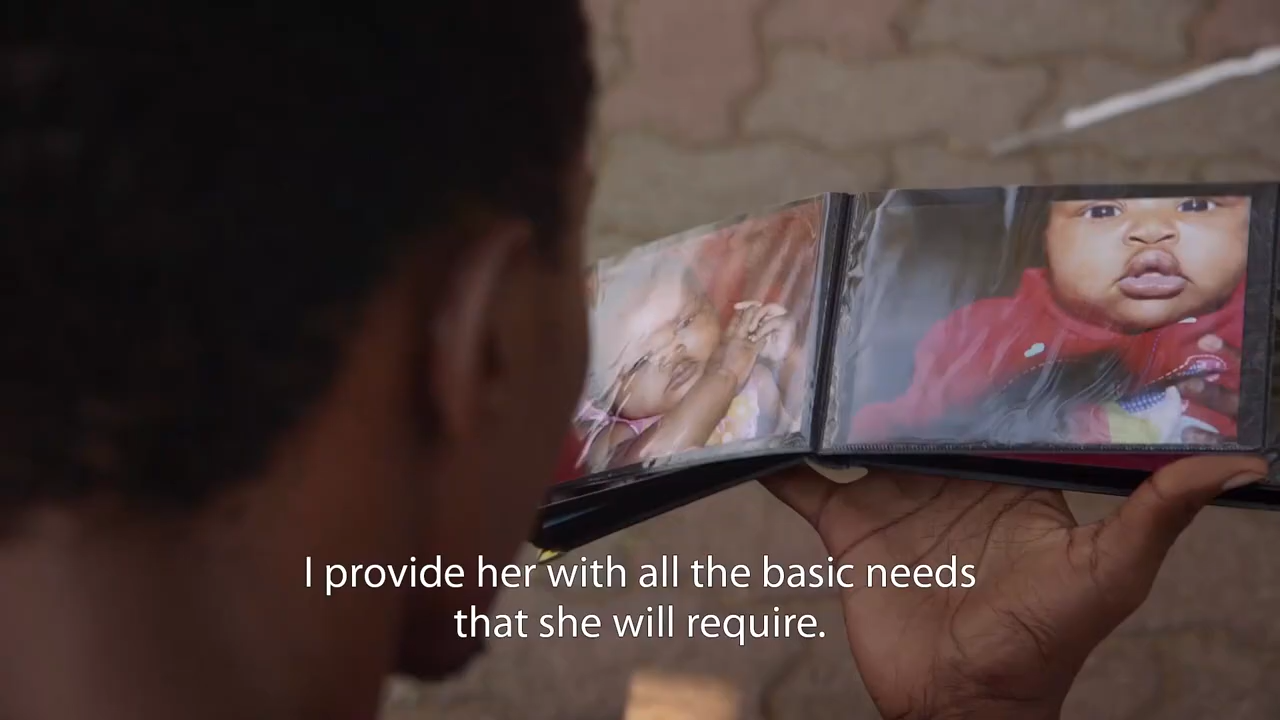 I provide her with all the basic needs
that she will require.